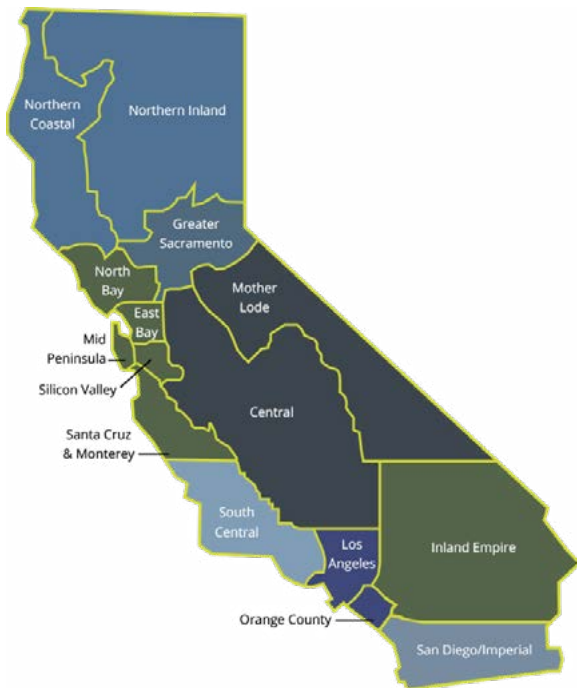 Northern
Coastal
Northern Inland
Greater
Sacramento
North
Bay
Mother
Lode
East
Bay
Mid
Peninsula
Silicon Valley
Central
Santa Cruz
& Monterey
South
Central
Los
Angeles
Inland Empire
Orange County
San Diego/Imperial